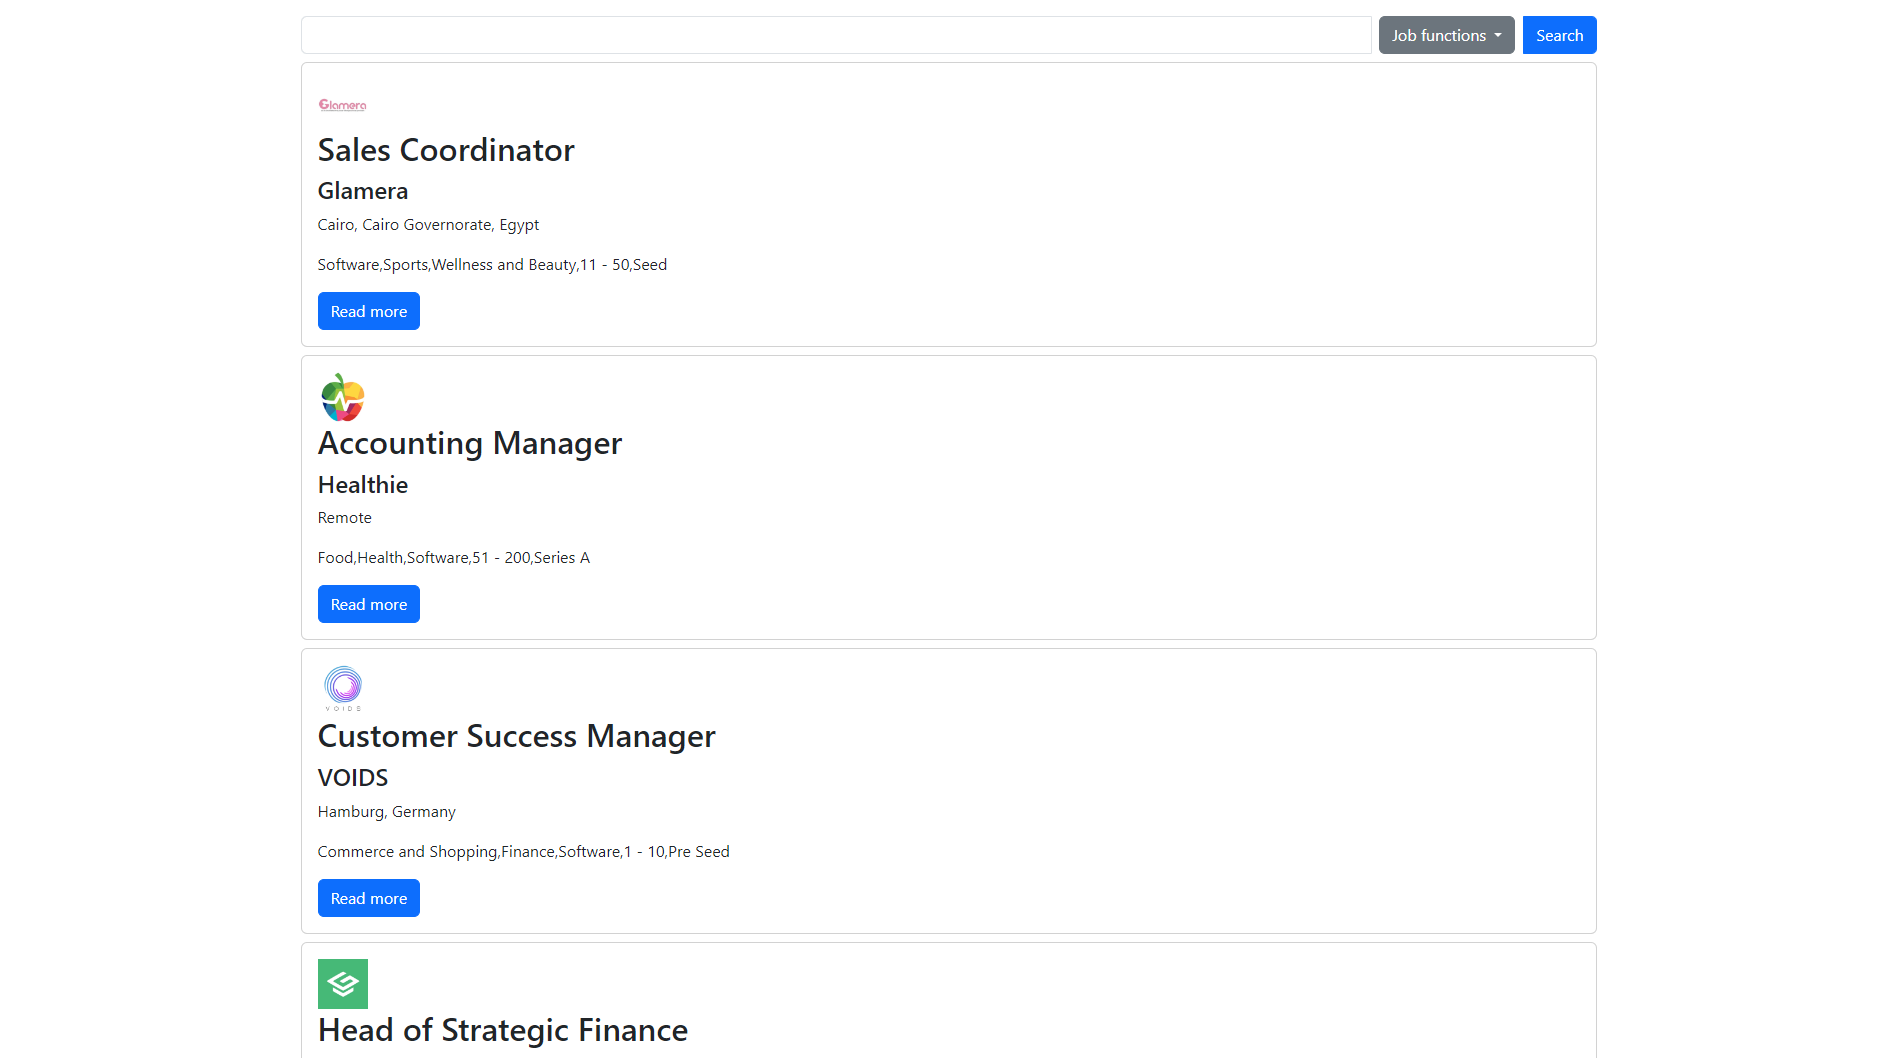 Job functions
Search
Glamera
Sales Coordinator
Glamera
Cairo, Cairo Governorate, Egypt
Software,Sports,Wellness and Beauty,11 - 50,Seed
Read more
Accounting Manager
Healthie
Remote
Food,Health,Software,51 - 200,Series A
Read more
VOIDS
Customer Success Manager
VOIDS
Hamburg, Germany
Commerce and Shopping,Finance,Software,1 - 10,Pre Seed
Read more
Head of Strategic Finance